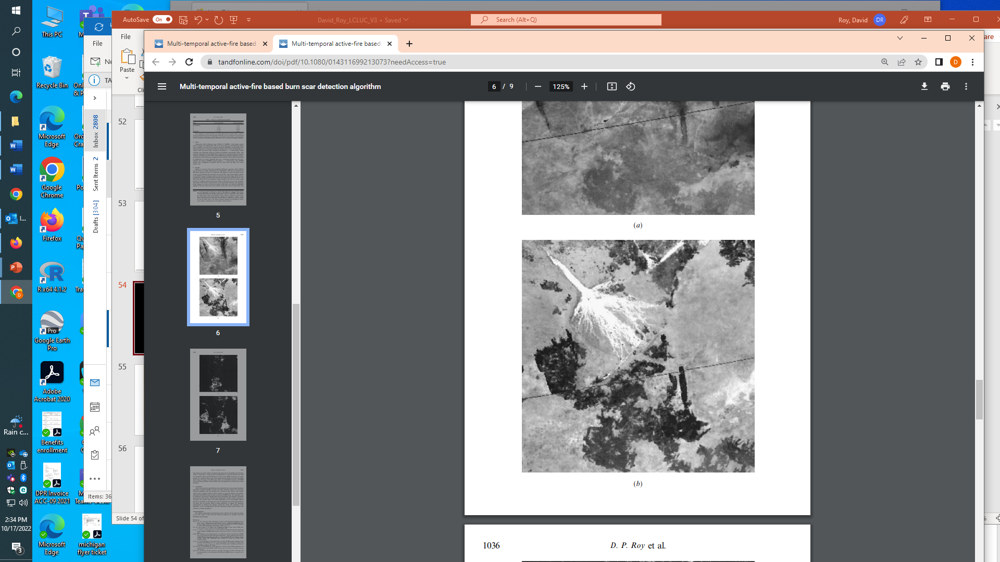 This PC
Recycle Bin
Microsoft
Edge
Google
Chrome
Firefox
R x64 4.1.2
Google Earth
Pro
Adobe
Acrobat 2020
Benefits
enrollment
DPR Invoice
ACC-09 2021
Microsoft
Edge
michigan
flyer ticket
Rain c...
2:34 PM
10/17/2022
3
File
Inbox 2808
Sent Items 2
Drafts [304]
Items: 36
AutoSave On
David_Roy_LCLUC_V3 • Saved
Search (Alt+Q)
Roy, David DR
File
Paste
52
53
54
55
56
Slide 54 of
Multi-temporal active-fire based
Multi-temporal active-fire based
tandfonline.com/doi/pdf/10.1080/014311699213073?needAccess=true
D
Multi-temporal active-fire based burn scar detection algorithm
6 / 9
125%
5
6
7
(a)
(b)
1036 D. P. Roy et al.